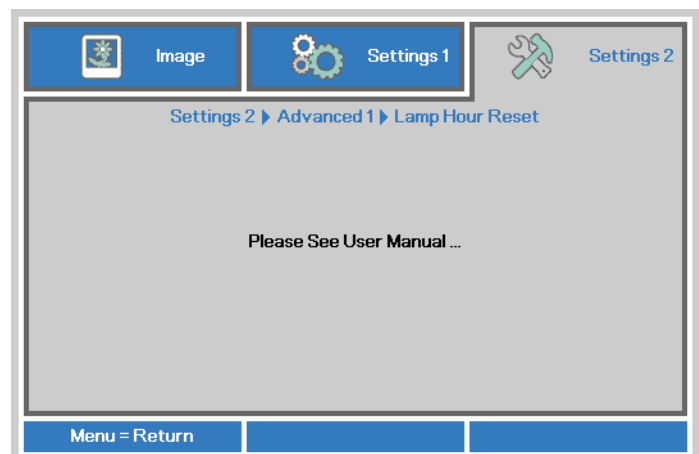 Image
Settings 1
Settings 2
Settings 2 ▶ Advanced 1 ▶ Lamp Hour Reset
Please See User Manual ...
Menu = Return